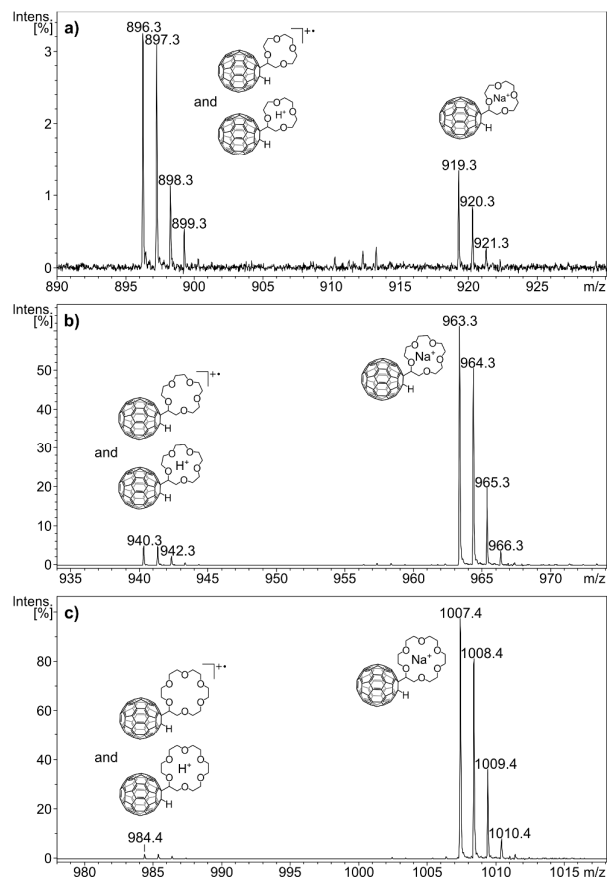 Intens.
[%]
a)
896.3
897.3
898.3
899.3
+•
O O O O
H
and
O O O O
H+
H
O O O O
Na+
H
919.3
920.3
921.3
3
2
1
0
890 895 900 905 910 915 920 925 m/z
Intens.
[%]
b)
963.3
964.3
965.3
966.3
O O O O O
Na+
H
+•
O O O O O
H
and
O O O O O
H+
H
940.3
942.3
50
40
30
20
10
0
935 940 945 950 955 960 965 970 m/z
Intens.
[%]
c)
1007.4
1008.4
1009.4
1010.4
O O O O O O
Na+
H
+•
O O O O O O
H
and
O O O O O O
H+
H
984.4
80
60
40
20
0
980 985 990 995 1000 1005 1010 1015 m/z